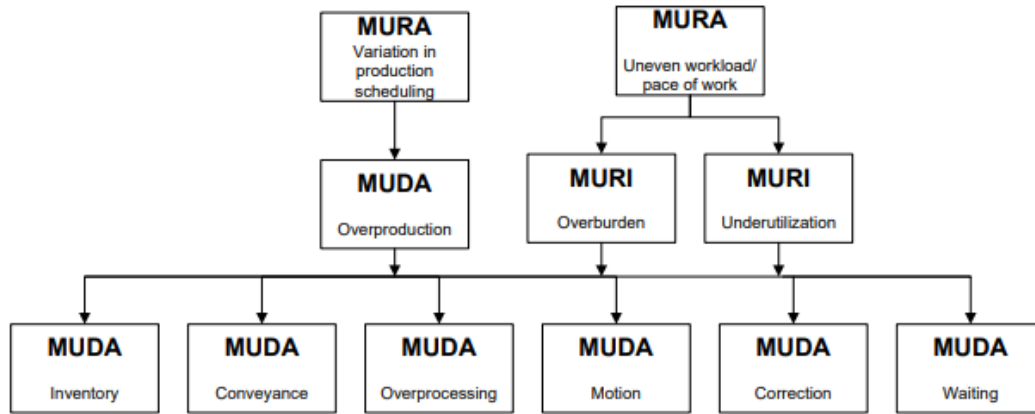 MURA
Variation in
production
scheduling
MURA
Uneven workload/
pace of work
MUDA
Overproduction
MURI
Overburden
MURI
Underutilization
MUDA
Inventory
MUDA
Conveyance
MUDA
Overprocessing
MUDA
Motion
MUDA
Correction
MUDA
Waiting